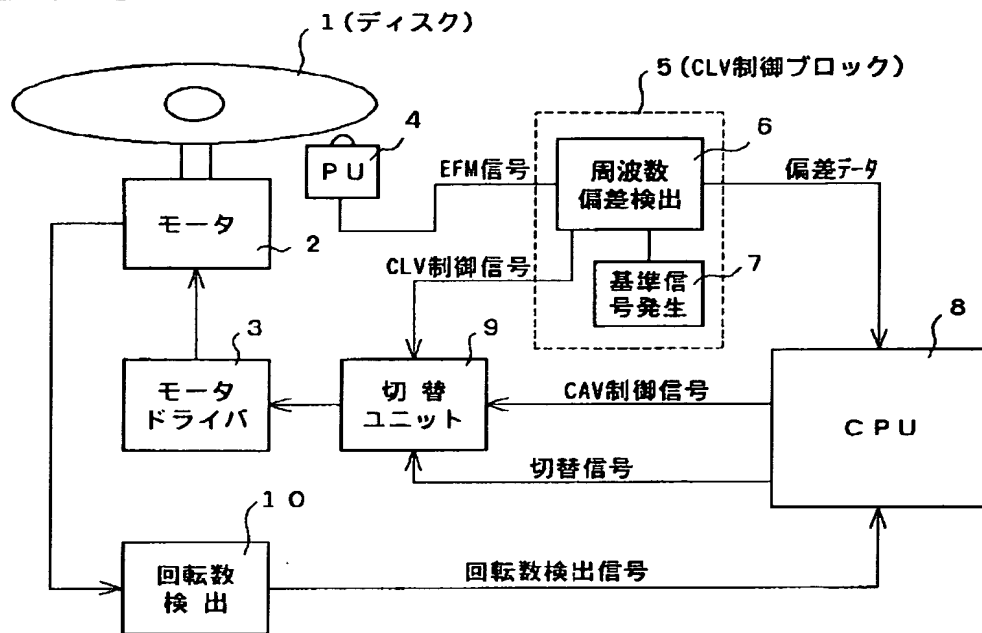 1(ディスク)
5(CLV制御ブロック)
4
6
PU
EFM信号
周波数
偏差検出
偏差データ
モータ
2
CLV制御信号
基準信
号発生
7
3
9
8
モータ
ドライバ
切替
ユニット
CAV制御信号
CPU
切替信号
10
回転数
検出
回転数検出信号